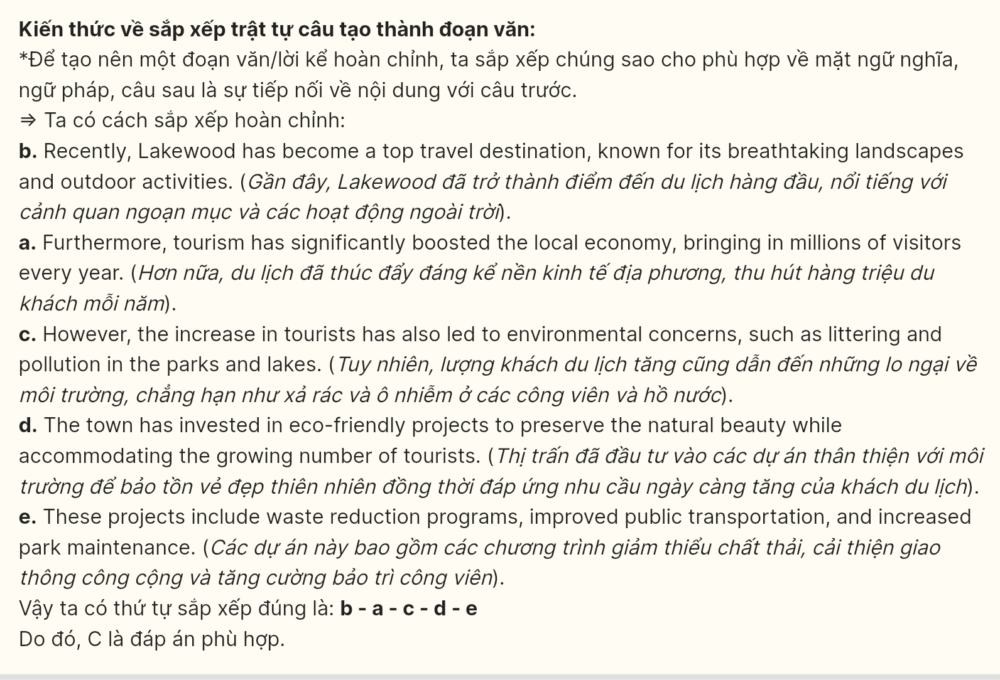 Kiến thức về sắp xếp trật tự câu tạo thành đoạn văn:
*Để tạo nên một đoạn văn/lời kể hoàn chỉnh, ta sắp xếp chúng sao cho phù hợp về mặt ngữ nghĩa,
ngữ pháp, câu sau là sự tiếp nối về nội dung với câu trước.
⇒ Ta có cách sắp xếp hoàn chỉnh:
b. Recently, Lakewood has become a top travel destination, known for its breathtaking landscapes
and outdoor activities. (Gần đây, Lakewood đã trở thành điểm đến du lịch hàng đầu, nổi tiếng với
cảnh quan ngoạn mục và các hoạt động ngoài trời).
a. Furthermore, tourism has significantly boosted the local economy, bringing in millions of visitors
every year. (Hơn nữa, du lịch đã thúc đẩy đáng kể nền kinh tế địa phương, thu hút hàng triệu du
khách mỗi năm).
c. However, the increase in tourists has also led to environmental concerns, such as littering and
pollution in the parks and lakes. (Tuy nhiên, lượng khách du lịch tăng cũng dẫn đến những lo ngại về
môi trường, chẳng hạn như xả rác và ô nhiễm ở các công viên và hồ nước).
d. The town has invested in eco-friendly projects to preserve the natural beauty while
accommodating the growing number of tourists. (Thị trấn đã đầu tư vào các dự án thân thiện với môi
trường để bảo tồn vẻ đẹp thiên nhiên đồng thời đáp ứng nhu cầu ngày càng tăng của khách du lịch).
e. These projects include waste reduction programs, improved public transportation, and increased
park maintenance. (Các dự án này bao gồm các chương trình giảm thiểu chất thải, cải thiện giao
thông công cộng và tăng cường bảo trì công viên).
Vậy ta có thứ tự sắp xếp đúng là: b - a - c - d - e
Do đó, C là đáp án phù hợp.